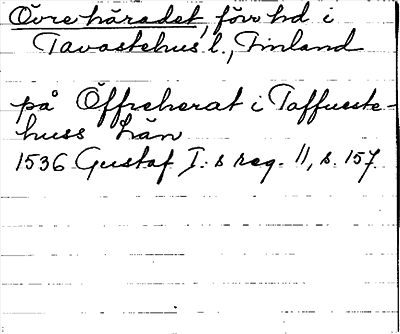 Övre häradet, förr hd i
Tavastehus l., Finland
på Öffreherat i Taffueste-
huss län
1536 Gustaf I:s reg. 11, s. 157.